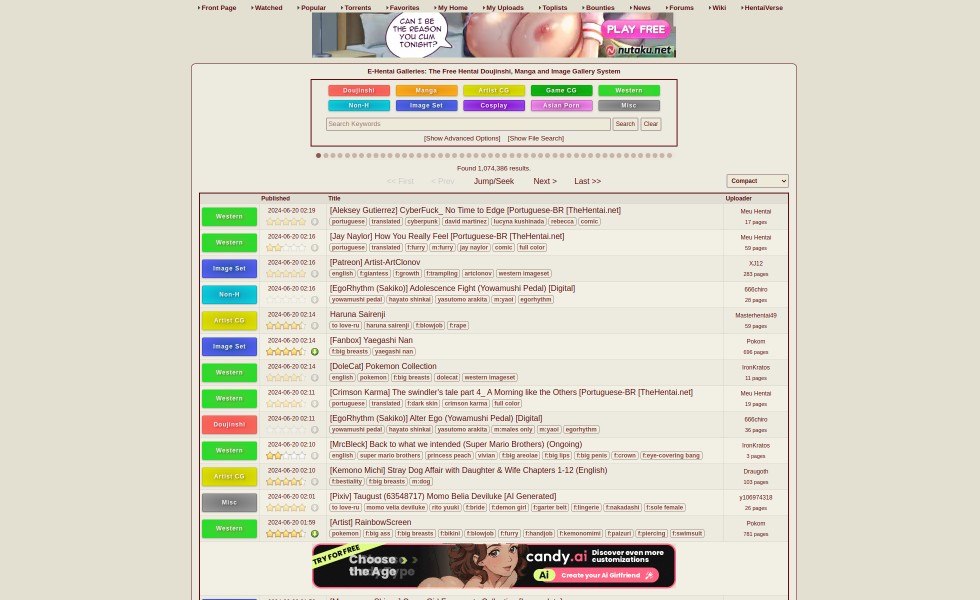 Front Page Watched Popular Torrents Favorites My Home My Uploads Toplists Bounties News Forums Wiki HentaiVerse
CAN I BE
THE REASON
YOU CUM
TONIGHT?
PLAY FREE
nutaku.net
E-Hentai Galleries: The Free Hentai Doujinshi, Manga and Image Gallery System
Doujinshi Manga Artist CG Game CG Western
Non-H Image Set Cosplay Asian Porn Misc
Search Keywords Search Clear
[Show Advanced Options] [Show File Search]
Found 1,074,386 results.
<< First < Prev Jump/Seek Next > Last >> Compact
Published Title Uploader
Western 2024-06-20 02:19 [Aleksey Gutierrez] CyberFuck_ No Time to Edge [Portuguese-BR [TheHentai.net] Meu Hentai
portuguese translated cyberpunk david martinez lucyna kushinada rebecca comic 17 pages
Western 2024-06-20 02:16 [Jay Naylor] How You Really Feel [Portuguese-BR [TheHentai.net] Meu Hentai
portuguese translated f:furry m:furry jay naylor comic full color 59 pages
Image Set 2024-06-20 02:16 [Patreon] Artist-ArtClonov XJ12
english f:giantess f:growth f:trampling artclonov western imageset 283 pages
Non-H 2024-06-20 02:16 [EgoRhythm (Sakiko)] Adolescence Fight (Yowamushi Pedal) [Digital] 666chiro
yowamushi pedal hayato shinkai yasutomo arakita m:yaoi egorhythm 28 pages
Artist CG 2024-06-20 02:14 Haruna Sairenji Masterhentai49
to love-ru haruna sairenji f:blowjob f:rape 59 pages
Image Set 2024-06-20 02:14 [Fanbox] Yaegashi Nan Pokom
f:big breasts yaegashi nan 696 pages
Western 2024-06-20 02:14 [DoleCat] Pokemon Collection IronKratos
english pokemon f:big breasts dolecat western imageset 11 pages
Western 2024-06-20 02:11 [Crimson Karma] The swindler's tale part 4_ A Morning like the Others [Portuguese-BR [TheHentai.net] Meu Hentai
portuguese translated f:dark skin crimson karma full color 19 pages
Doujinshi 2024-06-20 02:11 [EgoRhythm (Sakiko)] Alter Ego (Yowamushi Pedal) [Digital] 666chiro
yowamushi pedal hayato shinkai yasutomo arakita m:males only m:yaoi egorhythm 36 pages
Western 2024-06-20 02:10 [MrcBleck] Back to what we intended (Super Mario Brothers) (Ongoing) IronKratos
english super mario brothers princess peach vivian f:big areolae f:big lips f:big penis f:crown f:eye-covering bang 3 pages
Artist CG 2024-06-20 02:10 [Kemono Michi] Stray Dog Affair with Daughter & Wife Chapters 1-12 (English) Draugoth
f:bestiality f:big breasts m:dog 103 pages
Misc 2024-06-20 02:01 [Pixiv] Taugust (63548717) Momo Belia Deviluke [AI Generated] y106974318
to love-ru momo velia deviluke rito yuuki f:bride f:demon girl f:garter belt f:lingerie f:nakadashi f:sole female 26 pages
Western 2024-06-20 01:59 [Artist] RainbowScreen Pokom
pokemon f:big ass f:big breasts f:bikini f:blowjob f:furry f:handjob f:kemonomimi f:paizuri f:piercing f:swimsuit 781 pages
TRY FOR FREE
Choose
the Age
candy.ai
Discover even more
customizations
Ai Create your AI Girlfriend